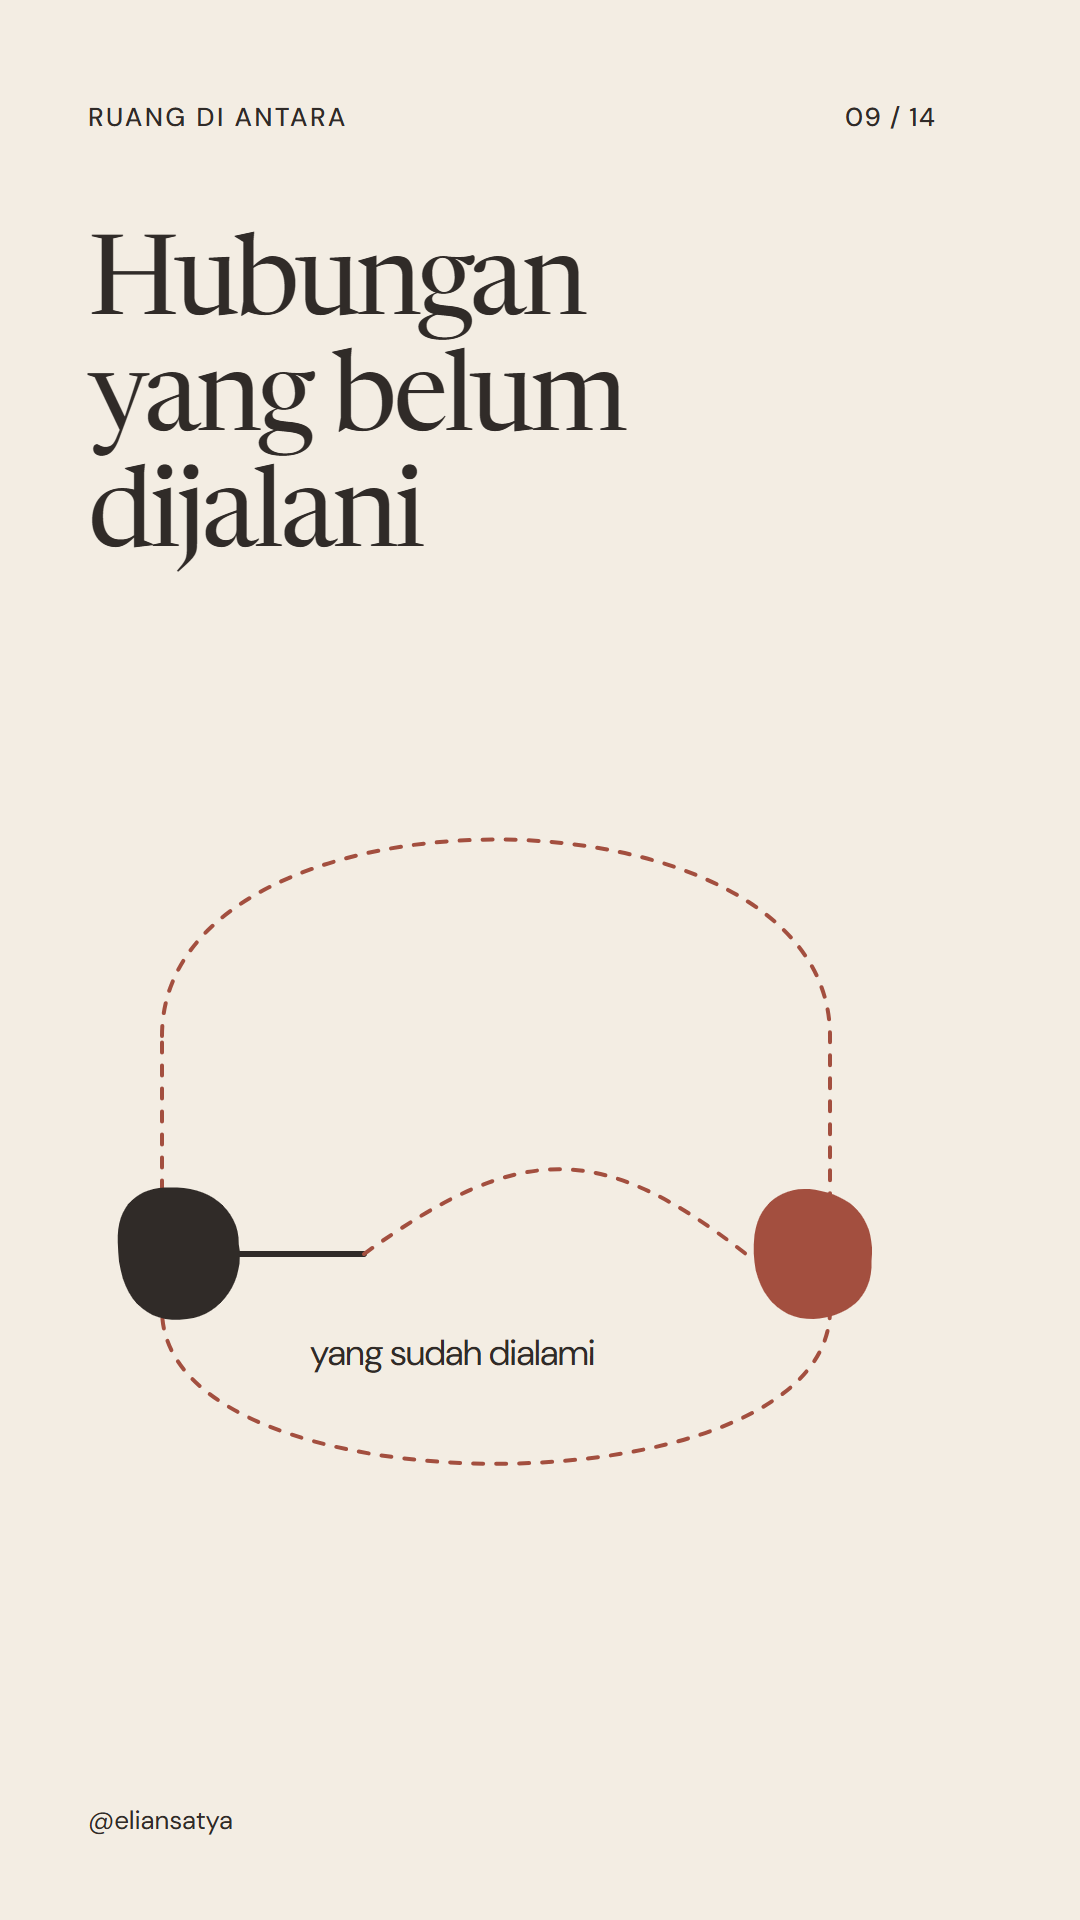 RUANG DI ANTARA
09 / 14
Hubungan
yang belum
dijalani
yang sudah dialami
@eliansatya